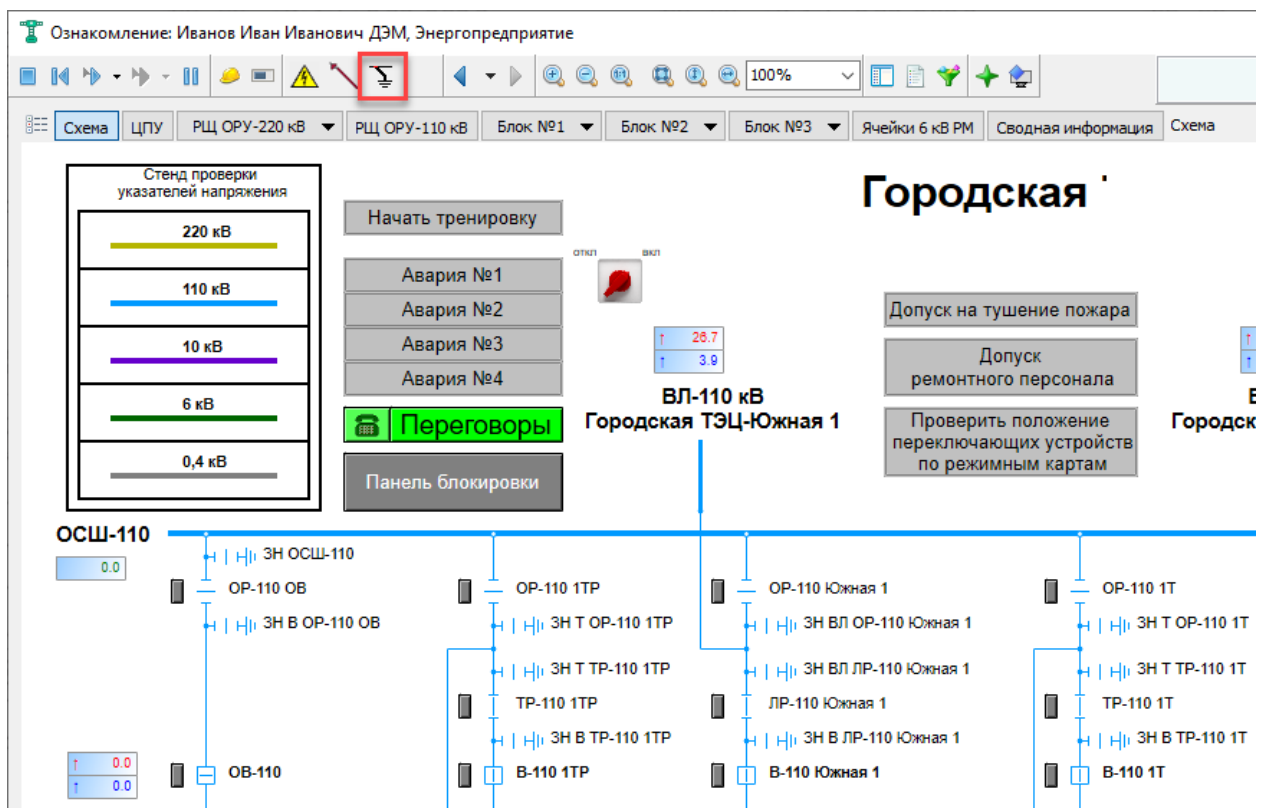 Ознакомление: Иванов Иван Иванович ДЭМ, Энергопредприятие
100%
Схема ЦПУ РЩ ОРУ-220 кВ РЩ ОРУ-110 кВ Блок №1 Блок №2 Блок №3 Ячейки 6 кВ РМ Сводная информация Схема
Стенд проверки
указателей напряжения
220 кВ
110 кВ
10 кВ
6 кВ
0,4 кВ
Начать тренировку
Авария №1
Авария №2
Авария №3
Авария №4
Переговоры
Панель блокировки
откл вкл
Городская
26.7
3.9
ВЛ-110 кВ
Городская ТЭЦ-Южная 1
Допуск на тушение пожара
Допуск
ремонтного персонала
Проверить положение
переключающих устройств
по режимным картам
Городск
ОСШ-110
0.0
ЗН ОСШ-110
ОР-110 ОВ ОР-110 1ТР ОР-110 Южная 1 ОР-110 1Т
ЗН В ОР-110 ОВ ЗН Т ОР-110 1ТР ЗН ВЛ ОР-110 Южная 1 ЗН Т ОР-110 1Т
ЗН Т ТР-110 1ТР ЗН ВЛ ЛР-110 Южная 1 ЗН Т ТР-110 1Т
ТР-110 1ТР ЛР-110 Южная 1 ТР-110 1Т
ЗН В ТР-110 1ТР ЗН В ЛР-110 Южная 1 ЗН В ТР-110 1Т
0.0
0.0
ОВ-110 В-110 1ТР В-110 Южная 1 В-110 1Т